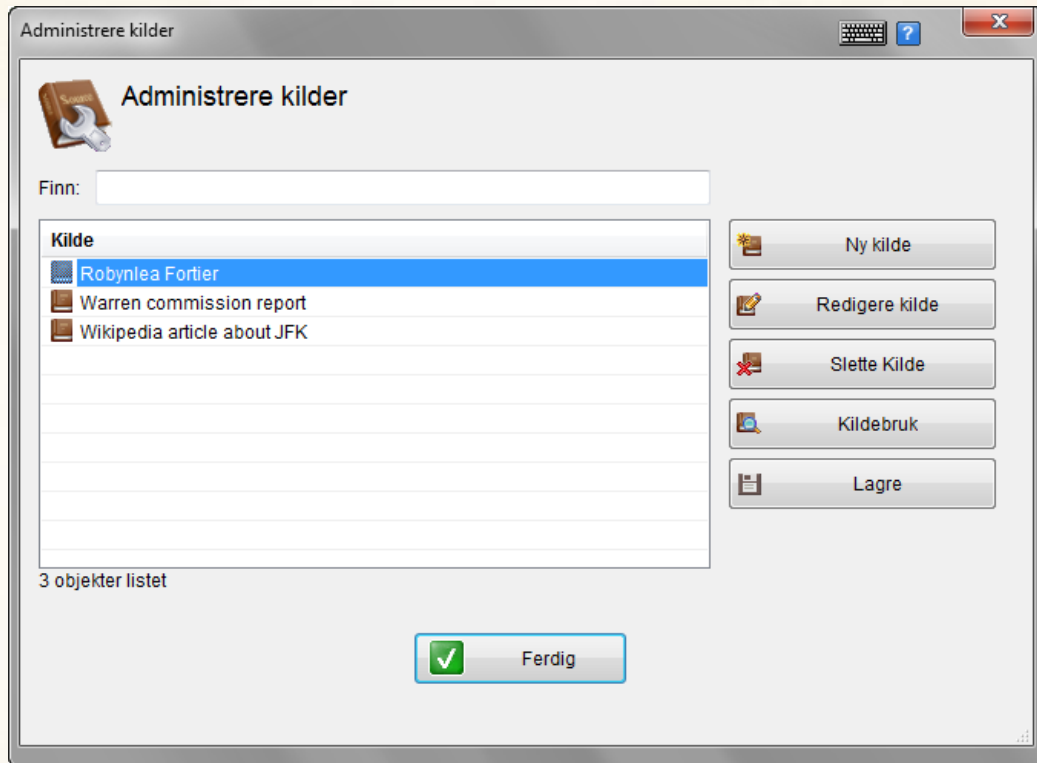 Administrere kilder
?
Source
Administrere kilder
Finn:
Kilde
Robynlea Fortier
Warren commission report
Wikipedia article about JFK
3 objekter listet
Ny kilde
Redigere kilde
Slette Kilde
Kildebruk
Lagre
Ferdig